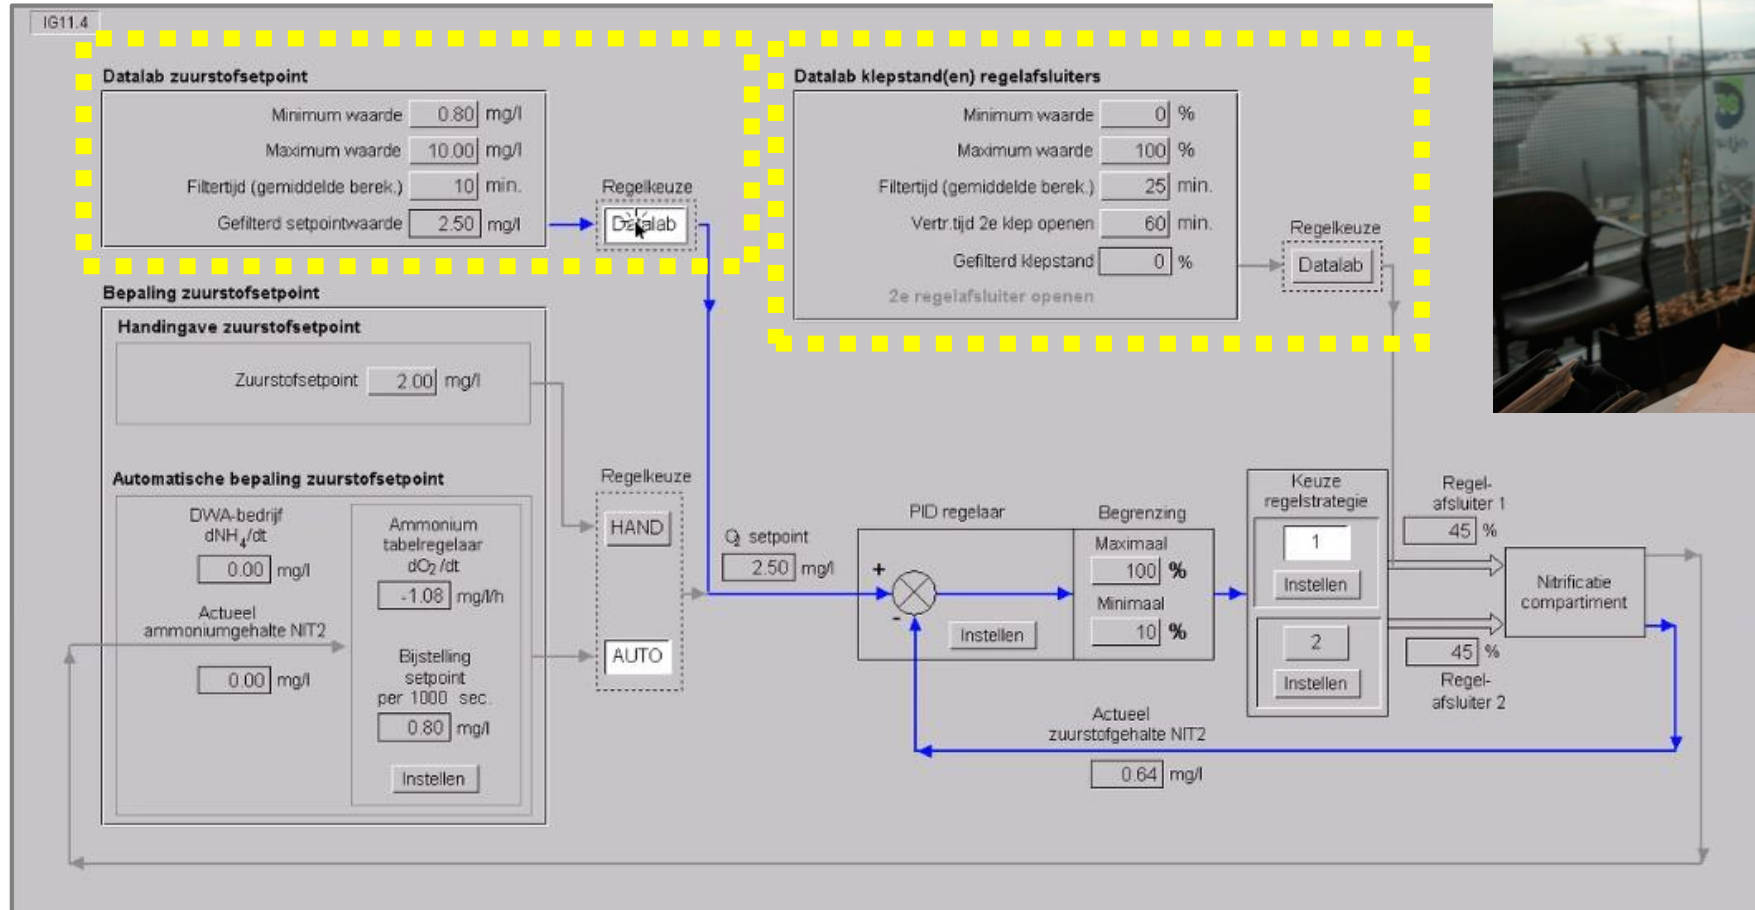 IG11.4
Datalab zuurstofsetpoint
Minimum waarde 0.80 mg/l
Maximum waarde 10.00 mg/l
Filtertijd (gemiddelde berek.) 10 min.
Gefilterd setpointwaarde 2.50 mg/l
Regelkeuze
Datalab
Datalab klepstand(en) regelafsluiters
Minimum waarde 0 %
Maximum waarde 100 %
Filtertijd (gemiddelde berek.) 25 min.
Vertr.tijd 2e klep openen 60 min.
Gefilterd klepstand 0 %
2e regelafsluiter openen
Regelkeuze
Datalab
Bepaling zuurstofsetpoint
Handingave zuurstofsetpoint
Zuurstofsetpoint 2.00 mg/l
Automatische bepaling zuurstofsetpoint
DWA-bedrijf
dNH4/dt
0.00 mg/l
Actueel
ammoniumgehalte NIT2
0.00 mg/l
Ammonium
tabelregelaar
dO2/dt
-1.08 mg/l/h
Bijstelling
setpoint
per 1000 sec.
0.80 mg/l
Instellen
Regelkeuze
HAND
AUTO
O2 setpoint
2.50 mg/l
PID regelaar
+
-
Instellen
Begrenzing
Maximaal
100 %
Minimaal
10 %
Keuze
regelstrategie
1
Instellen
2
Instellen
Regel-
afsluiter 1
45 %
45 %
Regel-
afsluiter 2
Nitrificatie
compartiment
Actueel
zuurstofgehalte NIT2
0.64 mg/l